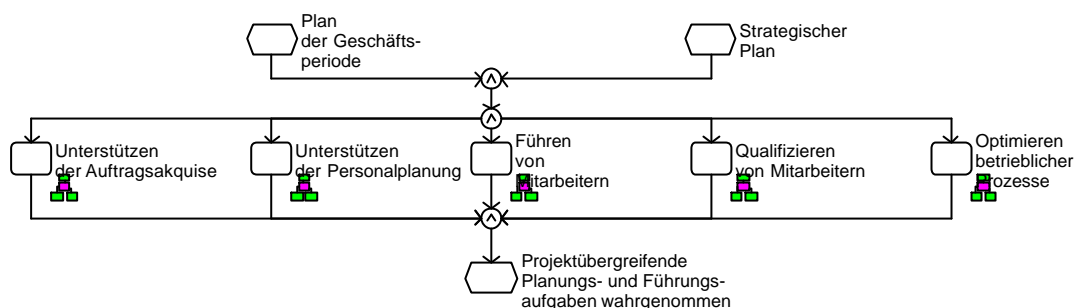 Plan
der Geschäfts-
periode
Strategischer
Plan
Unterstützen
der Auftragsakquise
Unterstützen
der Personalplanung
Führen
von
Mitarbeitern
Qualifizieren
von Mitarbeitern
Optimieren
betrieblicher
Prozesse
Projektübergreifende
Planungs- und Führungs-
aufgaben wahrgenommen